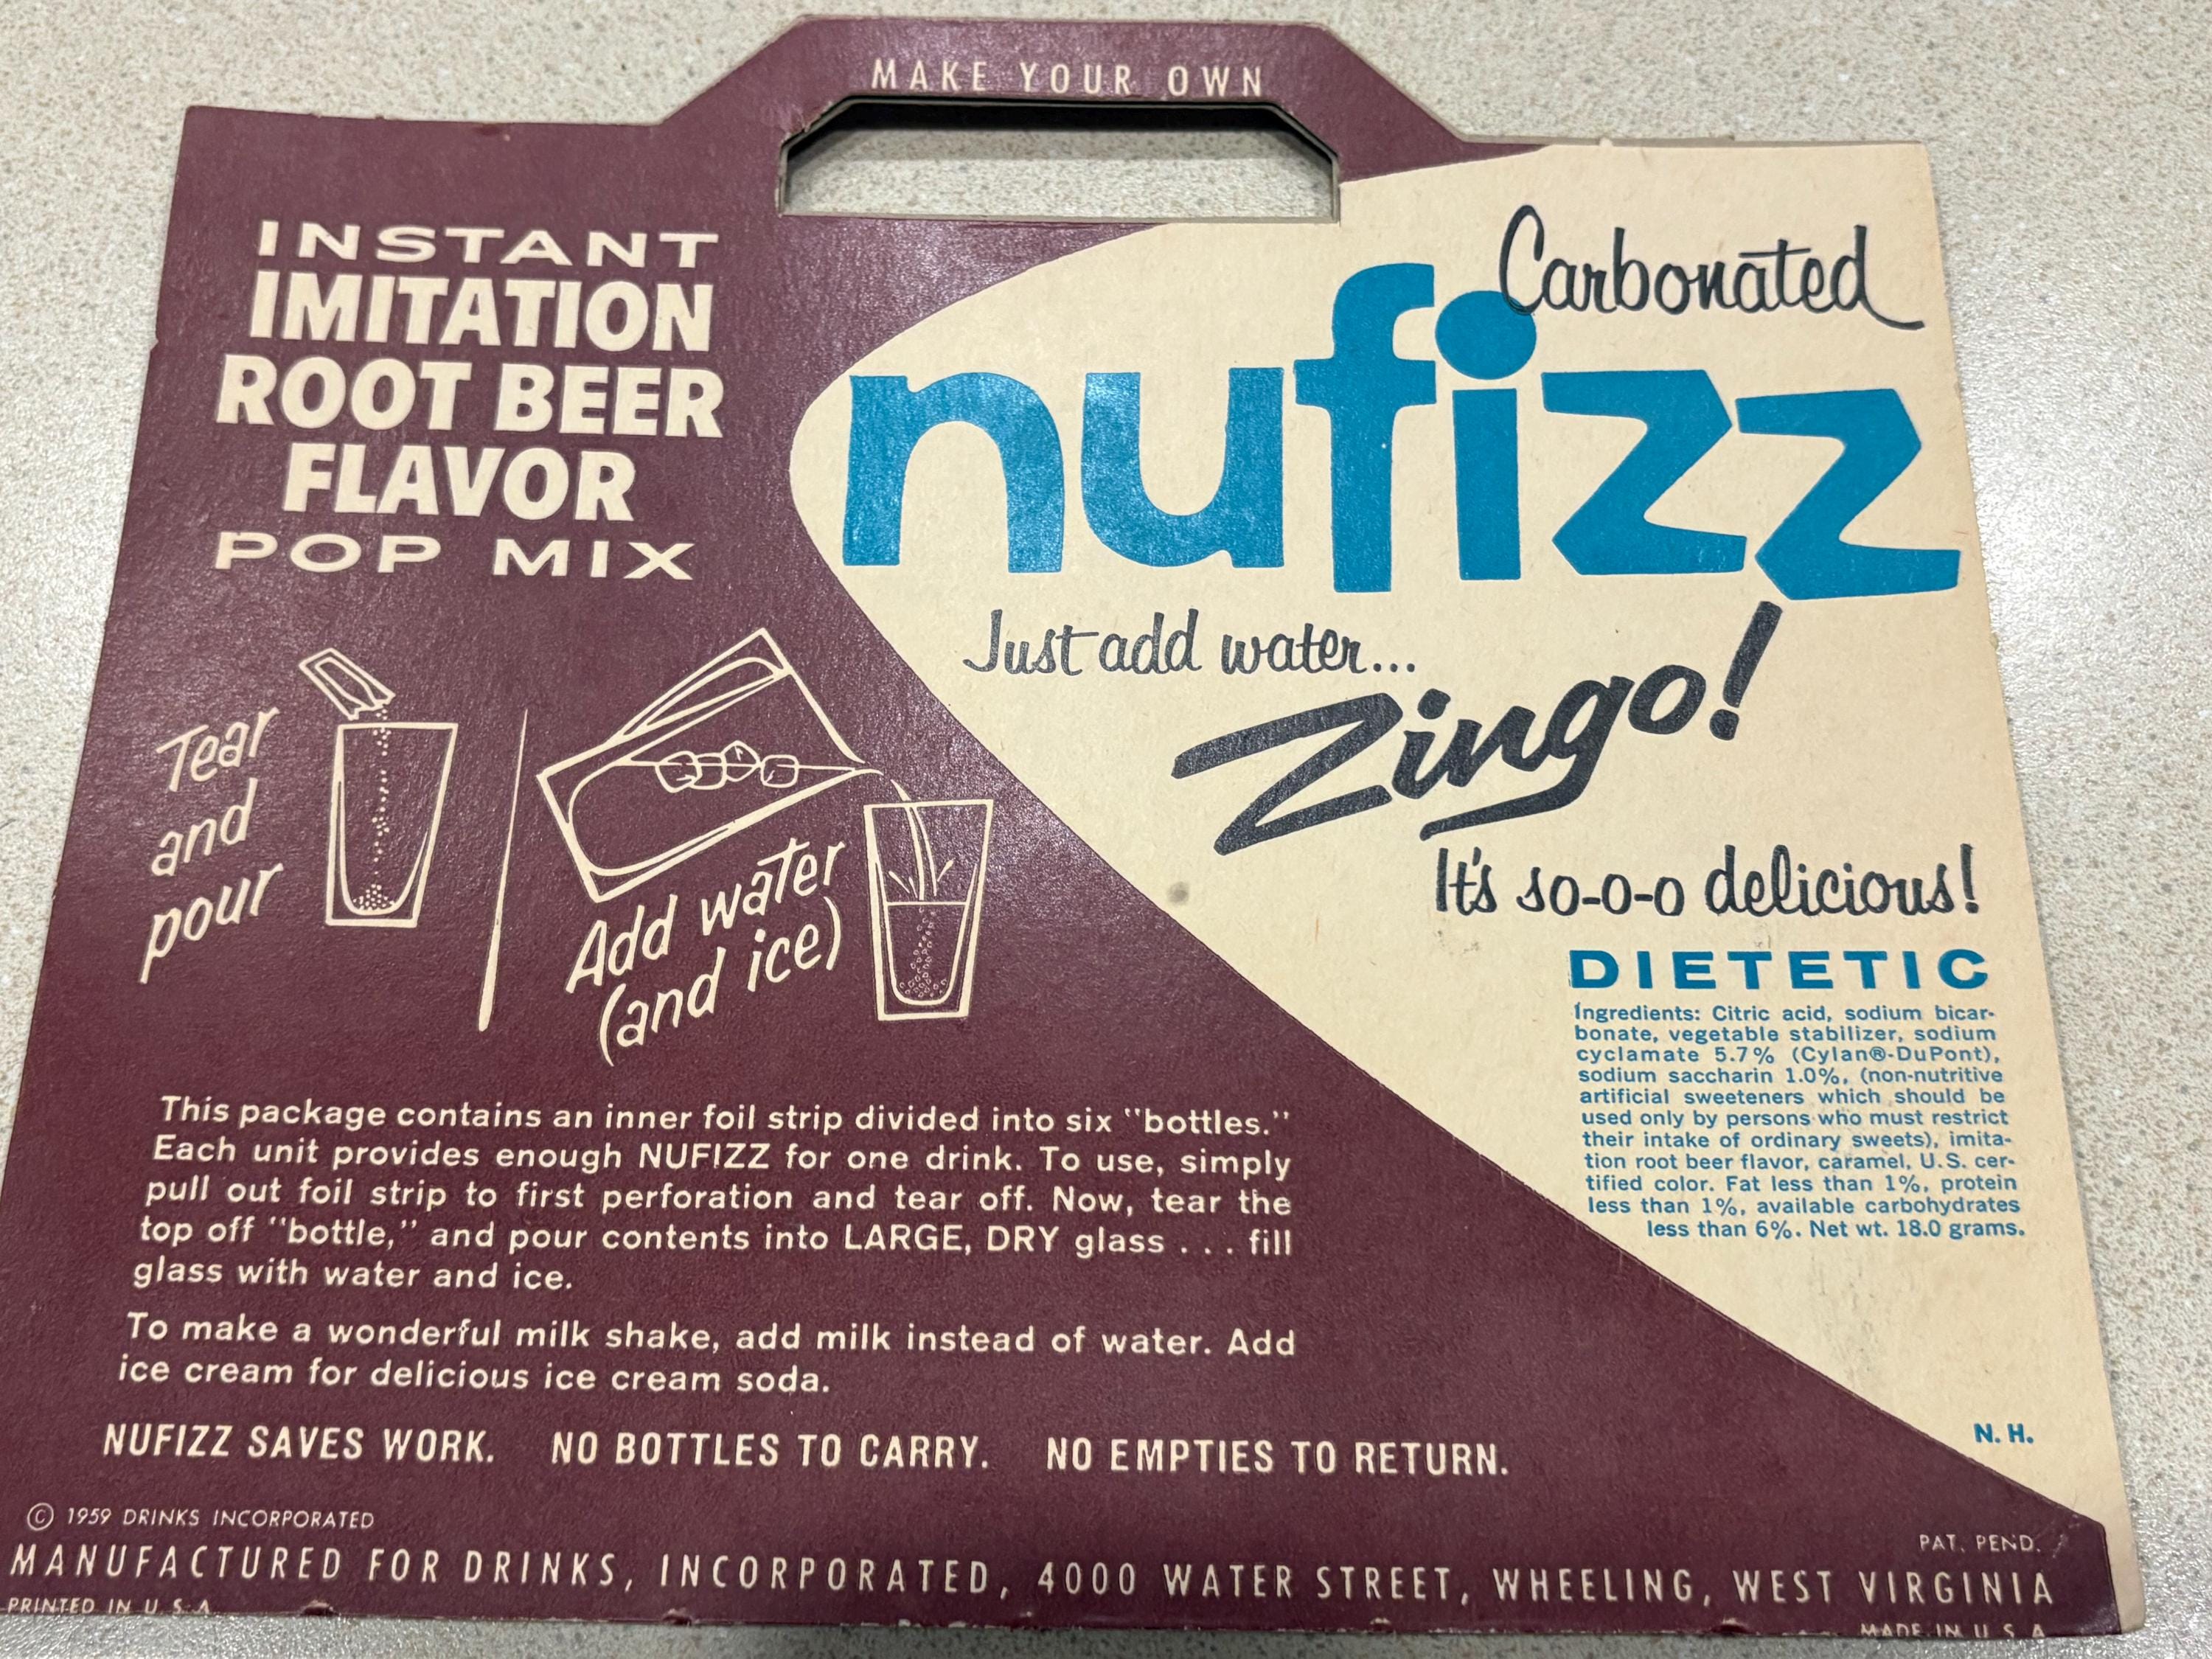 MAKE YOUR OWN
INSTANT
IMITATION
ROOT BEER
FLAVOR
POP MIX
Carbonated
nufizz
Just add water...
Zingo!
It's so-o-o delicious!
DIETETIC
Ingredients: Citric acid, sodium bicar-
bonate, vegetable stabilizer, sodium
cyclamate 5.7% (Cylan®-DuPont),
sodium saccharin 1.0%, (non-nutritive
artificial sweeteners which should be
used only by persons who must restrict
their intake of ordinary sweets), imita-
tion root beer flavor, caramel, U.S. cer-
tified color. Fat less than 1%, protein
less than 1%, available carbohydrates
less than 6%. Net wt. 18.0 grams.
Tear
and
pour
Add water
(and ice)
This package contains an inner foil strip divided into six "bottles."
Each unit provides enough NUFIZZ for one drink. To use, simply
pull out foil strip to first perforation and tear off. Now, tear the
top off "bottle," and pour contents into LARGE, DRY glass . . . fill
glass with water and ice.
To make a wonderful milk shake, add milk instead of water. Add
ice cream for delicious ice cream soda.
N. H.
NUFIZZ SAVES WORK. NO BOTTLES TO CARRY. NO EMPTIES TO RETURN.
© 1959 DRINKS INCORPORATED
PAT. PEND.
MANUFACTURED FOR DRINKS, INCORPORATED, 4000 WATER STREET, WHEELING, WEST VIRGINIA
PRINTED IN U.S.A.
MADE IN U.S.A.